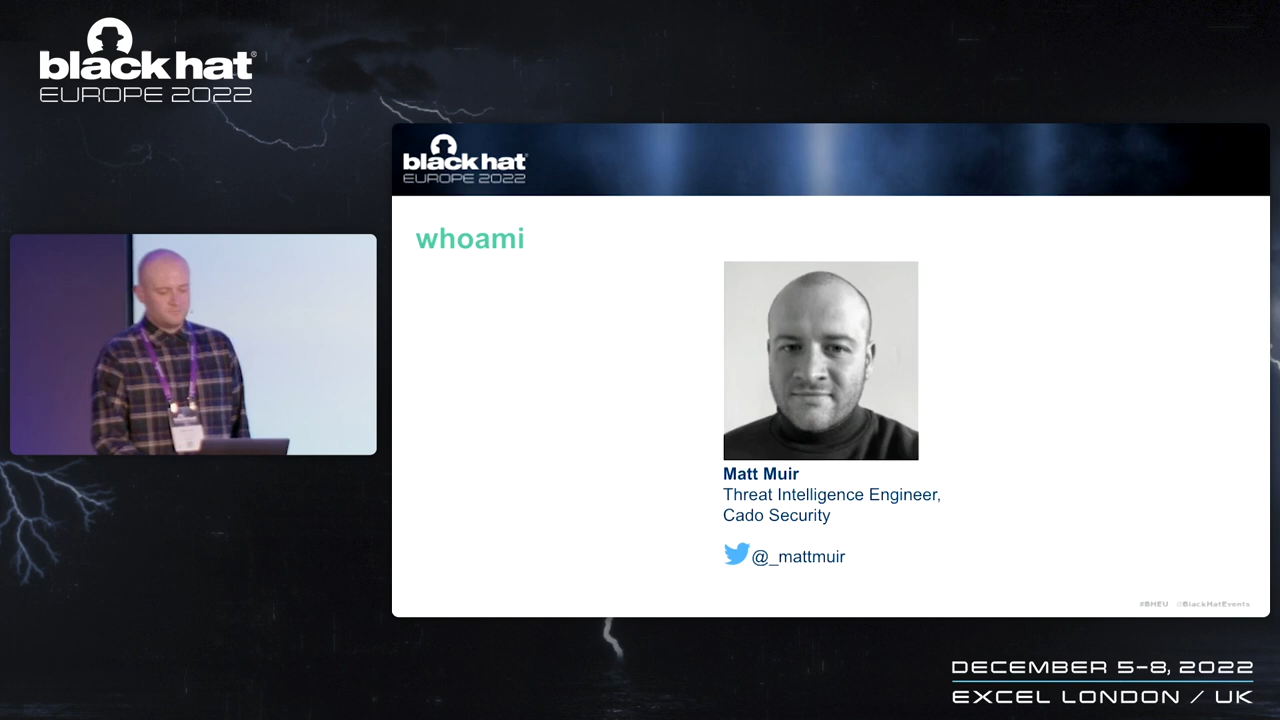 black hat®
EUROPE 2022
black hat®
EUROPE 2022
whoami
Matt Muir
Threat Intelligence Engineer,
Cado Security
@_mattmuir
#BHEU @BlackHatEvents
DECEMBER 5-8, 2022
EXCEL LONDON / UK